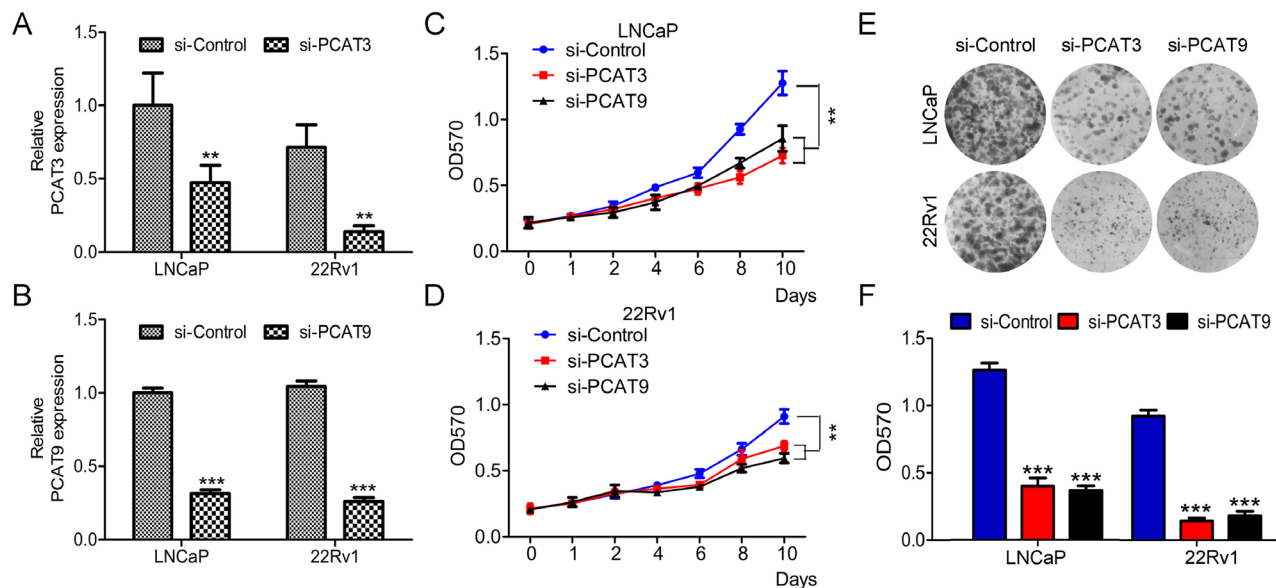 A
si-Control si-PCAT3
Relative
PCAT3 expression
1.5
1.0
0.5
0.0
**
**
LNCaP 22Rv1
B
si-Control si-PCAT9
Relative
PCAT9 expression
1.5
1.0
0.5
0.0
***
***
LNCaP 22Rv1
C
LNCaP
si-Control
si-PCAT3
si-PCAT9
OD570
1.5
1.0
0.5
0.0
**
0 1 2 4 6 8 10
Days
D
22Rv1
si-Control
si-PCAT3
si-PCAT9
OD570
1.5
1.0
0.5
0.0
**
0 1 2 4 6 8 10
Days
E
si-Control si-PCAT3 si-PCAT9
LNCaP
22Rv1
F
si-Control si-PCAT3 si-PCAT9
OD570
1.5
1.0
0.5
0.0
*** ***
*** ***
LNCaP 22Rv1